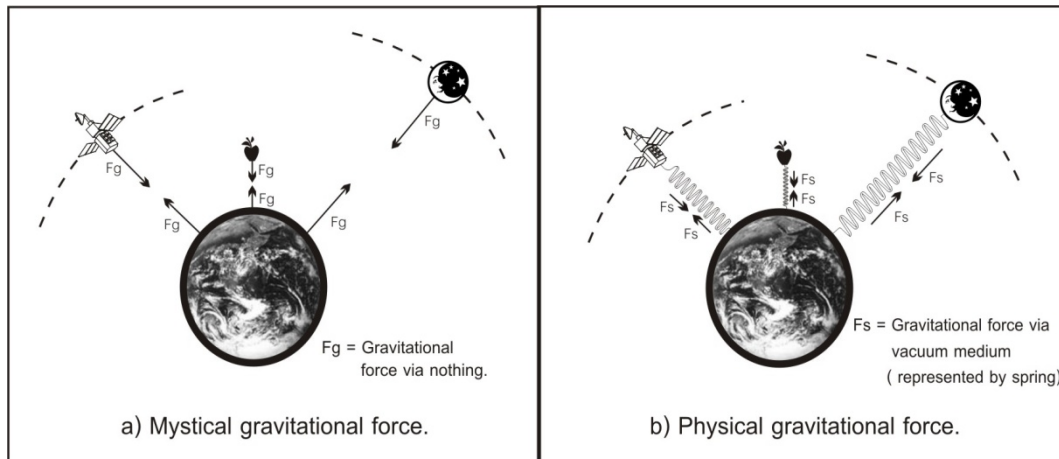 Fg
Fg
Fg
Fg
Fg
Fg
Fg = Gravitational
force via nothing.
a) Mystical gravitational force.
Fs
Fs
Fs
Fs
Fs
Fs
Fs = Gravitational force via
vacuum medium
( represented by spring)
b) Physical gravitational force.